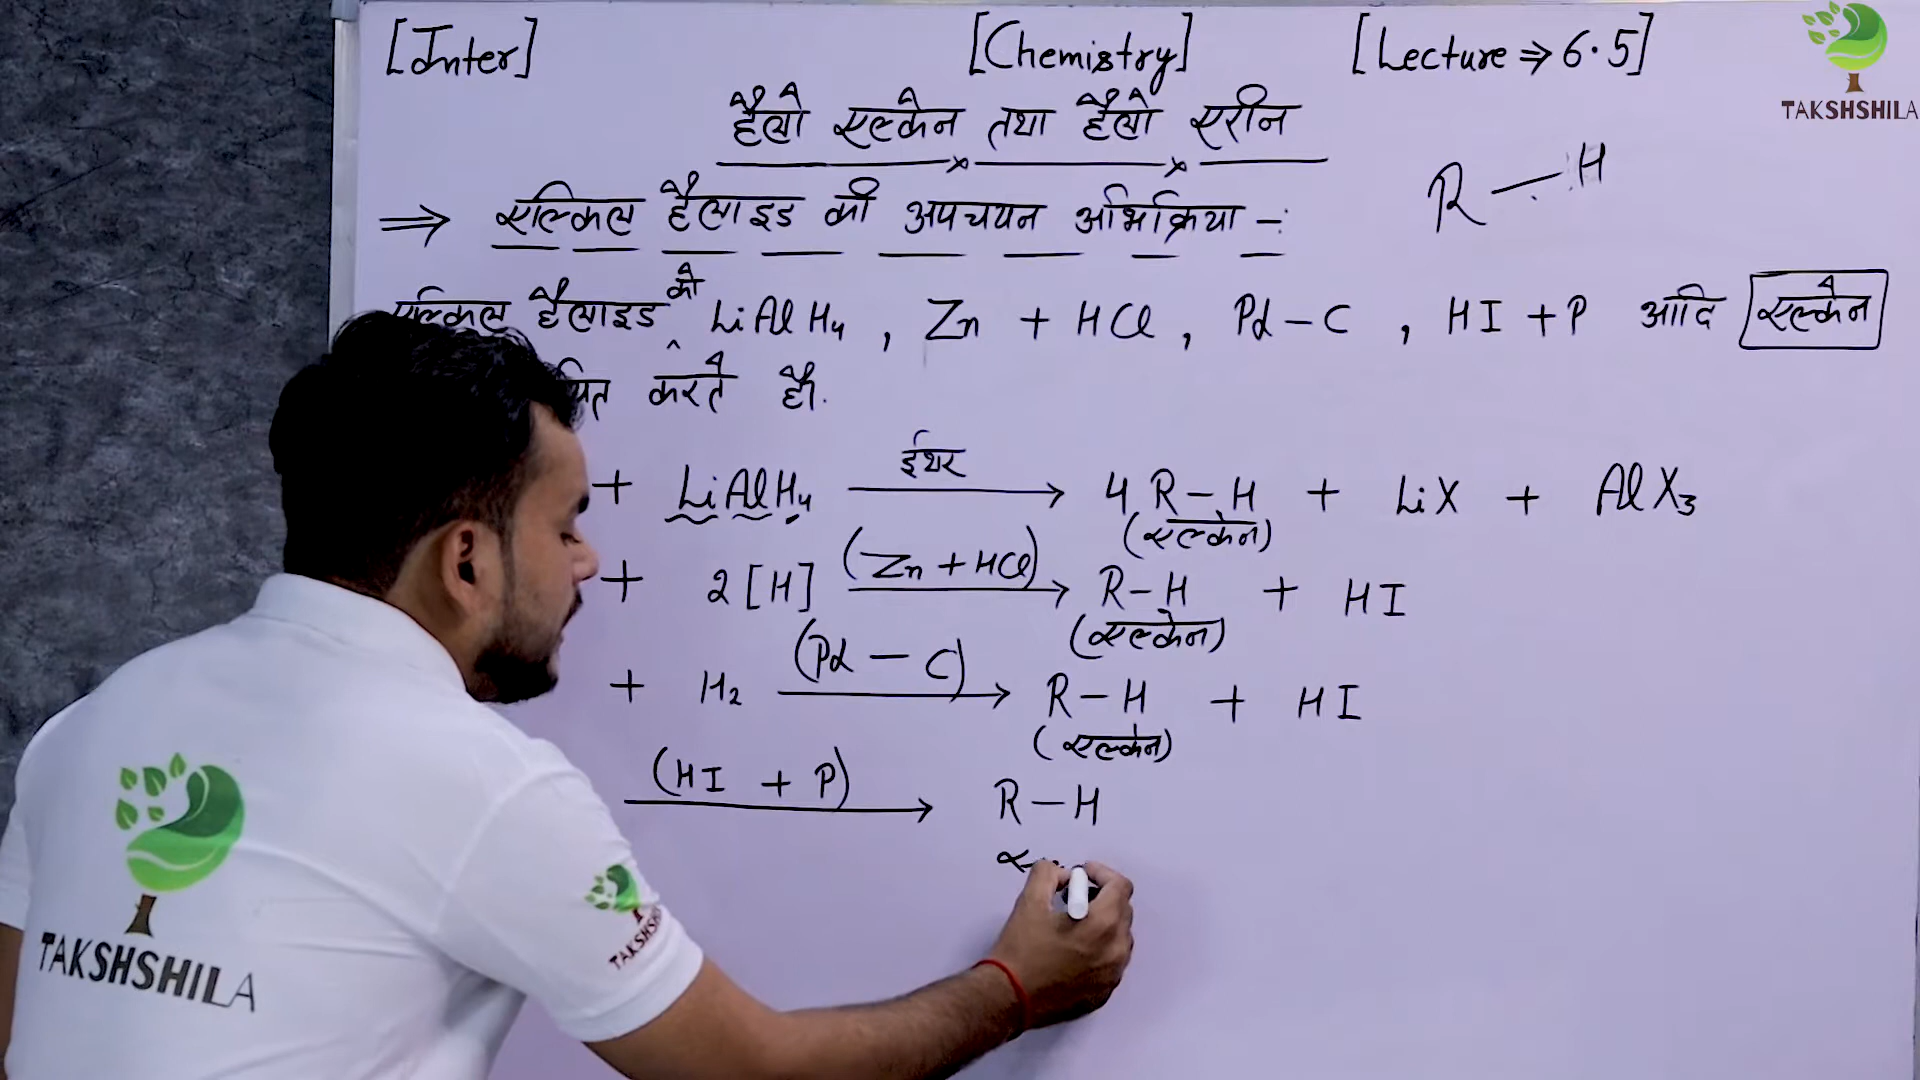 [Inter] [Chemistry] [Lecture ⇒ 6.5]
TAKSHSHILA
हैलो एल्केन तथा हैलो एरीन
R — H
⇒ एल्किल हैलाइड की अपचयन अभिक्रिया -:
एल्किल हैलाइड को LiAlH₄ , Zn + HCl , Pd - C , HI + P आदि एल्केन
करते है.
+ LiAlH₄ ईथर → 4 R - H + LiX + AlX₃
(एल्केन)
+ 2[H] (Zn + HCl) → R - H + HI
(एल्केन)
+ H₂ (Pd - C) → R - H + HI
(एल्केन)
(HI + P) → R - H
TAKSHSHILA